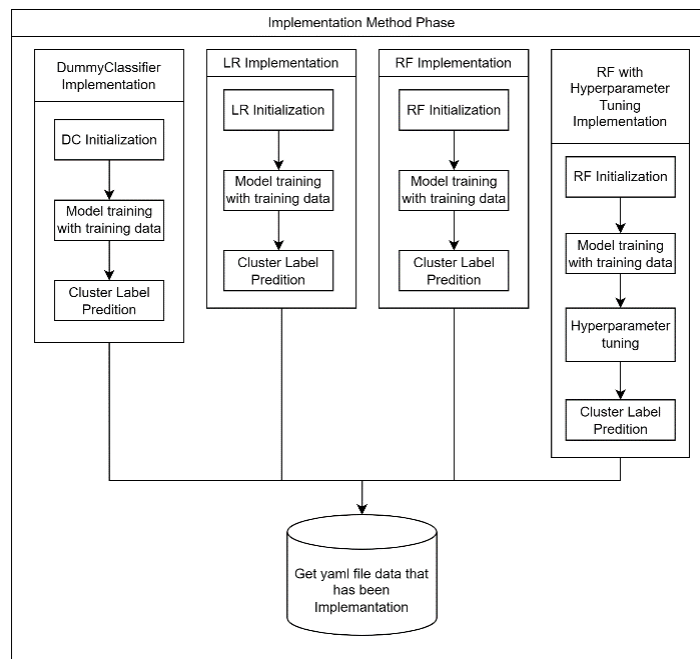 Implementation Method Phase
DummyClassifier
Implementation
DC Initialization
Model training
with training data
Cluster Label
Predition
LR Implementation
LR Initialization
Model training
with training data
Cluster Label
Predition
RF Implementation
RF Initialization
Model training
with training data
Cluster Label
Predition
RF with
Hyperparameter
Tuning
Implementation
RF Initialization
Model training
with training data
Hyperparameter
tuning
Cluster Label
Predition
Get yaml file data that
has been
Implemantation